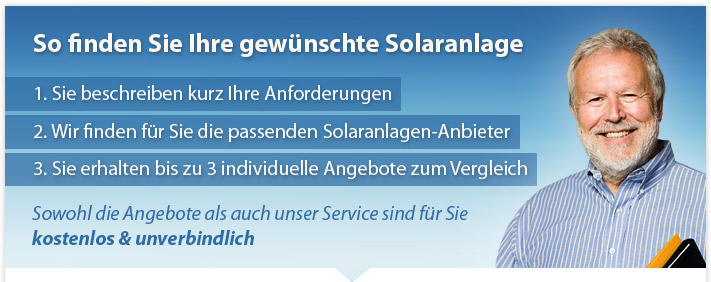 So finden Sie Ihre gewünschte Solaranlage
1. Sie beschreiben kurz Ihre Anforderungen
2. Wir finden für Sie die passenden Solaranlagen-Anbieter
3. Sie erhalten bis zu 3 individuelle Angebote zum Vergleich
Sowohl die Angebote als auch unser Service sind für Sie
kostenlos & unverbindlich